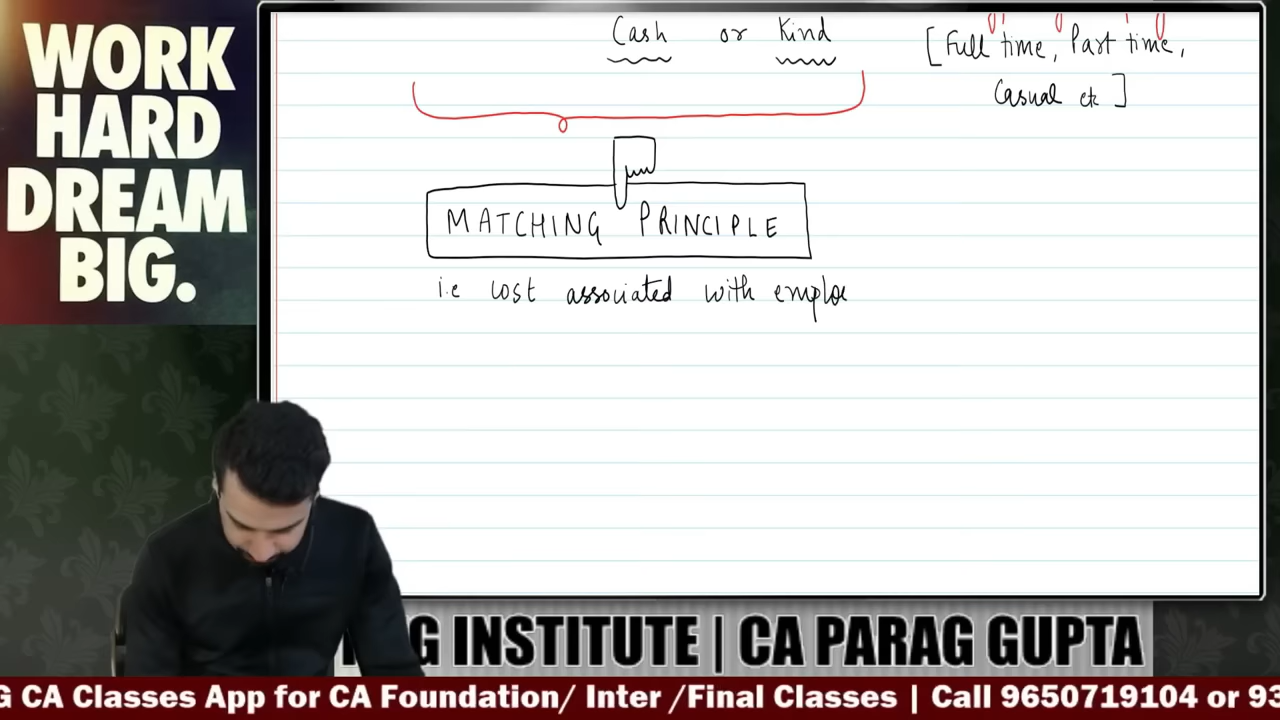 WORK
HARD
DREAM
BIG.
Cash or Kind
[Full time, Part time,
Casual etc]
MATCHING PRINCIPLE
i.e cost associated with employe
G INSTITUTE | CA PARAG GUPTA
G CA Classes App for CA Foundation/ Inter /Final Classes | Call 9650719104 or 93